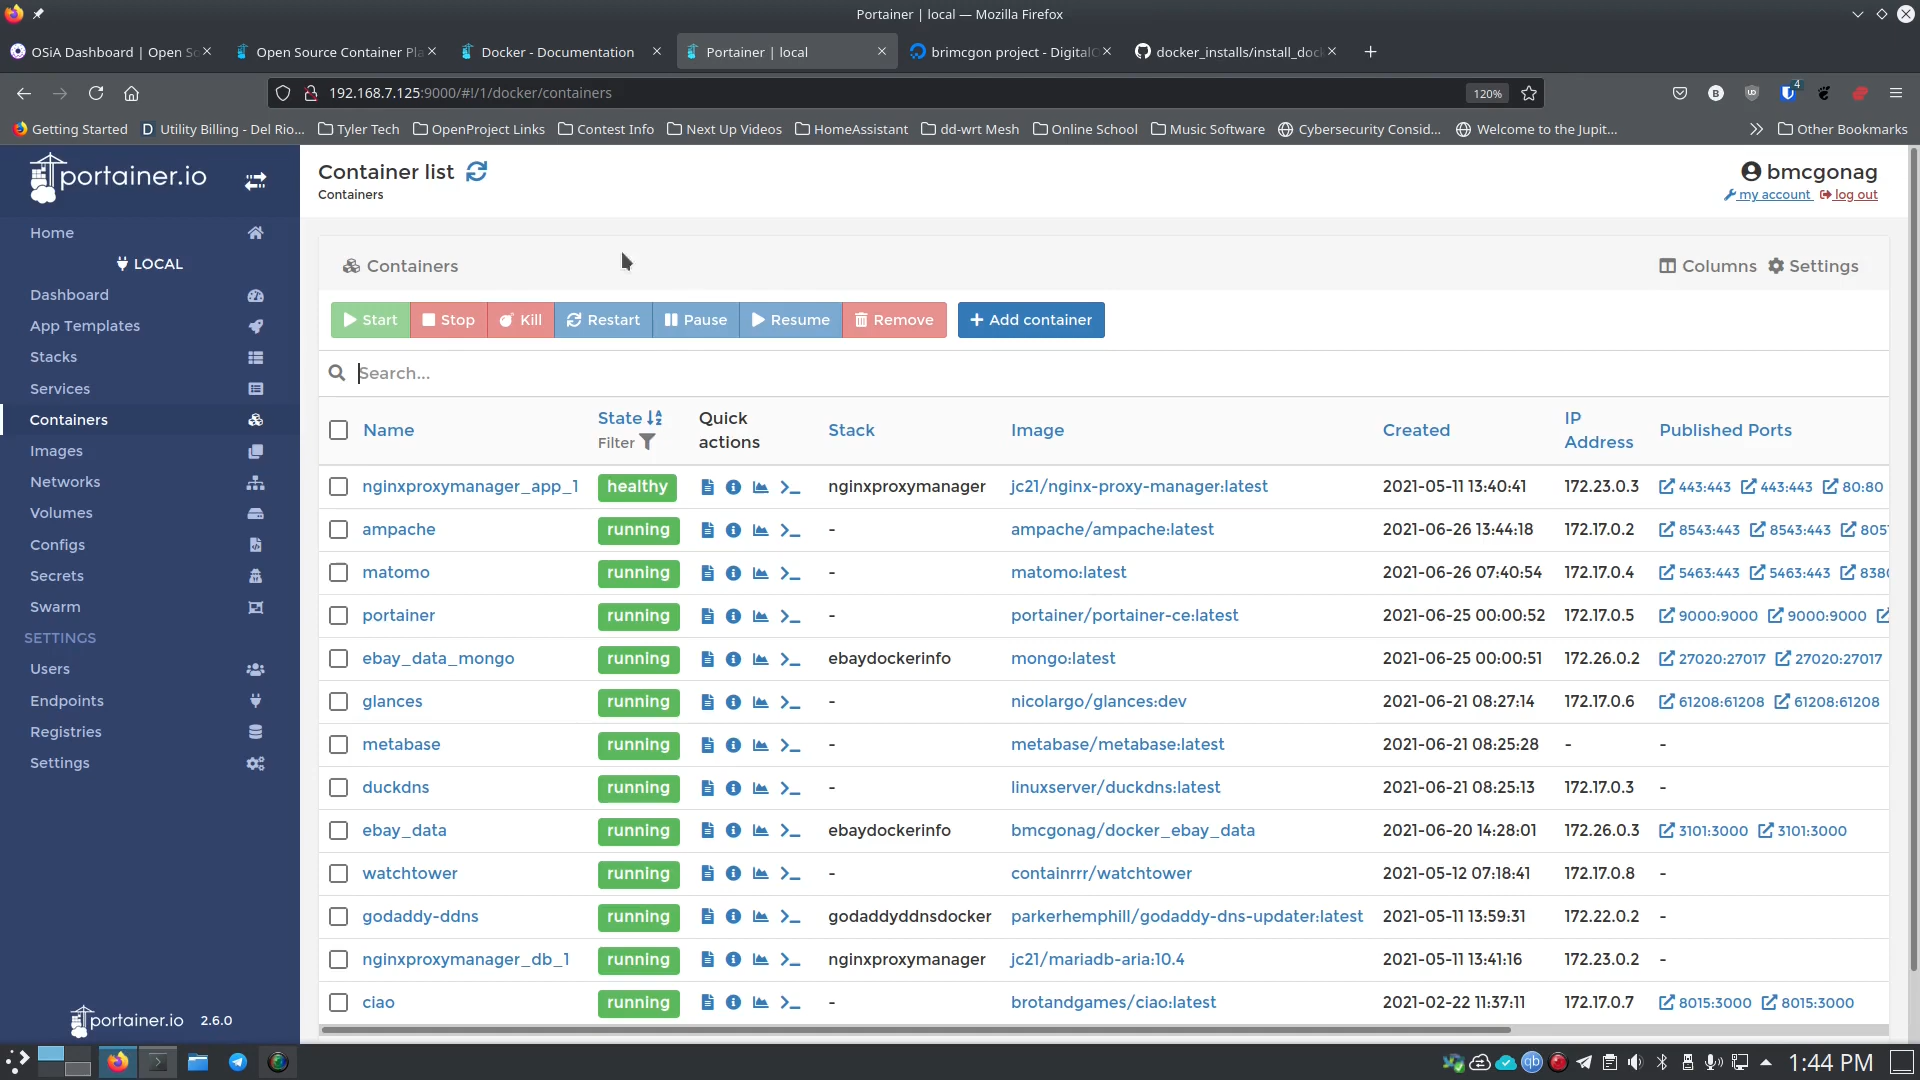 Portainer | local — Mozilla Firefox
OSiA Dashboard | Open So
Open Source Container Pla
Docker - Documentation
Portainer | local
brimcgon project - DigitalO
docker_installs/install_doc
192.168.7.125:9000/#!/1/docker/containers
120%
4
Getting Started
Utility Billing - Del Rio...
Tyler Tech
OpenProject Links
Contest Info
Next Up Videos
HomeAssistant
dd-wrt Mesh
Online School
Music Software
Cybersecurity Consid...
Welcome to the Jupit...
Other Bookmarks
portainer.io
Home
LOCAL
Dashboard
App Templates
Stacks
Services
Containers
Images
Networks
Volumes
Configs
Secrets
Swarm
SETTINGS
Users
Endpoints
Registries
Settings
portainer.io 2.6.0
Container list
Containers
bmcgonag
my account log out
Containers
Columns Settings
Start Stop Kill Restart Pause Resume Remove Add container
Search...
Name State Filter Quick actions Stack Image Created IP Address Published Ports
nginxproxymanager_app_1 healthy nginxproxymanager jc21/nginx-proxy-manager:latest 2021-05-11 13:40:41 172.23.0.3 443:443 443:443 80:80
ampache running - ampache/ampache:latest 2021-06-26 13:44:18 172.17.0.2 8543:443 8543:443 805
matomo running - matomo:latest 2021-06-26 07:40:54 172.17.0.4 5463:443 5463:443 838
portainer running - portainer/portainer-ce:latest 2021-06-25 00:00:52 172.17.0.5 9000:9000 9000:9000
ebay_data_mongo running ebaydockerinfo mongo:latest 2021-06-25 00:00:51 172.26.0.2 27020:27017 27020:27017
glances running - nicolargo/glances:dev 2021-06-21 08:27:14 172.17.0.6 61208:61208 61208:61208
metabase running - metabase/metabase:latest 2021-06-21 08:25:28 - -
duckdns running - linuxserver/duckdns:latest 2021-06-21 08:25:13 172.17.0.3 -
ebay_data running ebaydockerinfo bmcgonag/docker_ebay_data 2021-06-20 14:28:01 172.26.0.3 3101:3000 3101:3000
watchtower running - containrrr/watchtower 2021-05-12 07:18:41 172.17.0.8 -
godaddy-ddns running godaddyddnsdocker parkerhemphill/godaddy-dns-updater:latest 2021-05-11 13:59:31 172.22.0.2 -
nginxproxymanager_db_1 running nginxproxymanager jc21/mariadb-aria:10.4 2021-05-11 13:41:16 172.23.0.2 -
ciao running - brotandgames/ciao:latest 2021-02-22 11:37:11 172.17.0.7 8015:3000 8015:3000
qb
1:44 PM